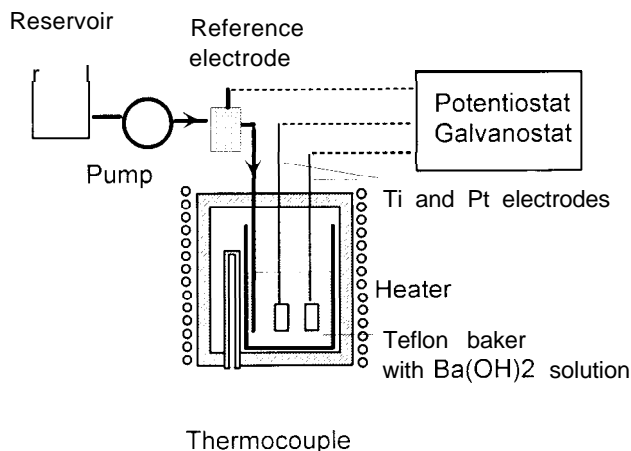 Reservoir
Reference
electrode
Potentiostat
Galvanostat
Pump
Ti and Pt electrodes
Heater
Teflon baker
with Ba(OH)2 solution
Thermocouple